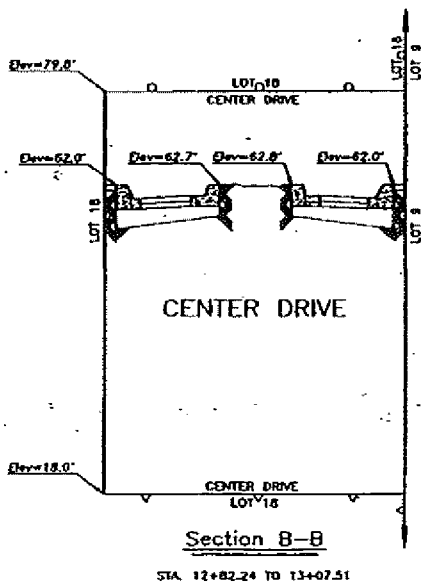 Elev=79.8'
LOT 18
CENTER DRIVE
LOT 18
LOT 9
Elev=62.0'
Elev=62.7'
Elev=62.8'
Elev=62.0'
LOT 18
LOT 9
CENTER DRIVE
Elev=18.0'
CENTER DRIVE
LOT 18
Section B-B
STA. 12+82.24 TO 13+07.51